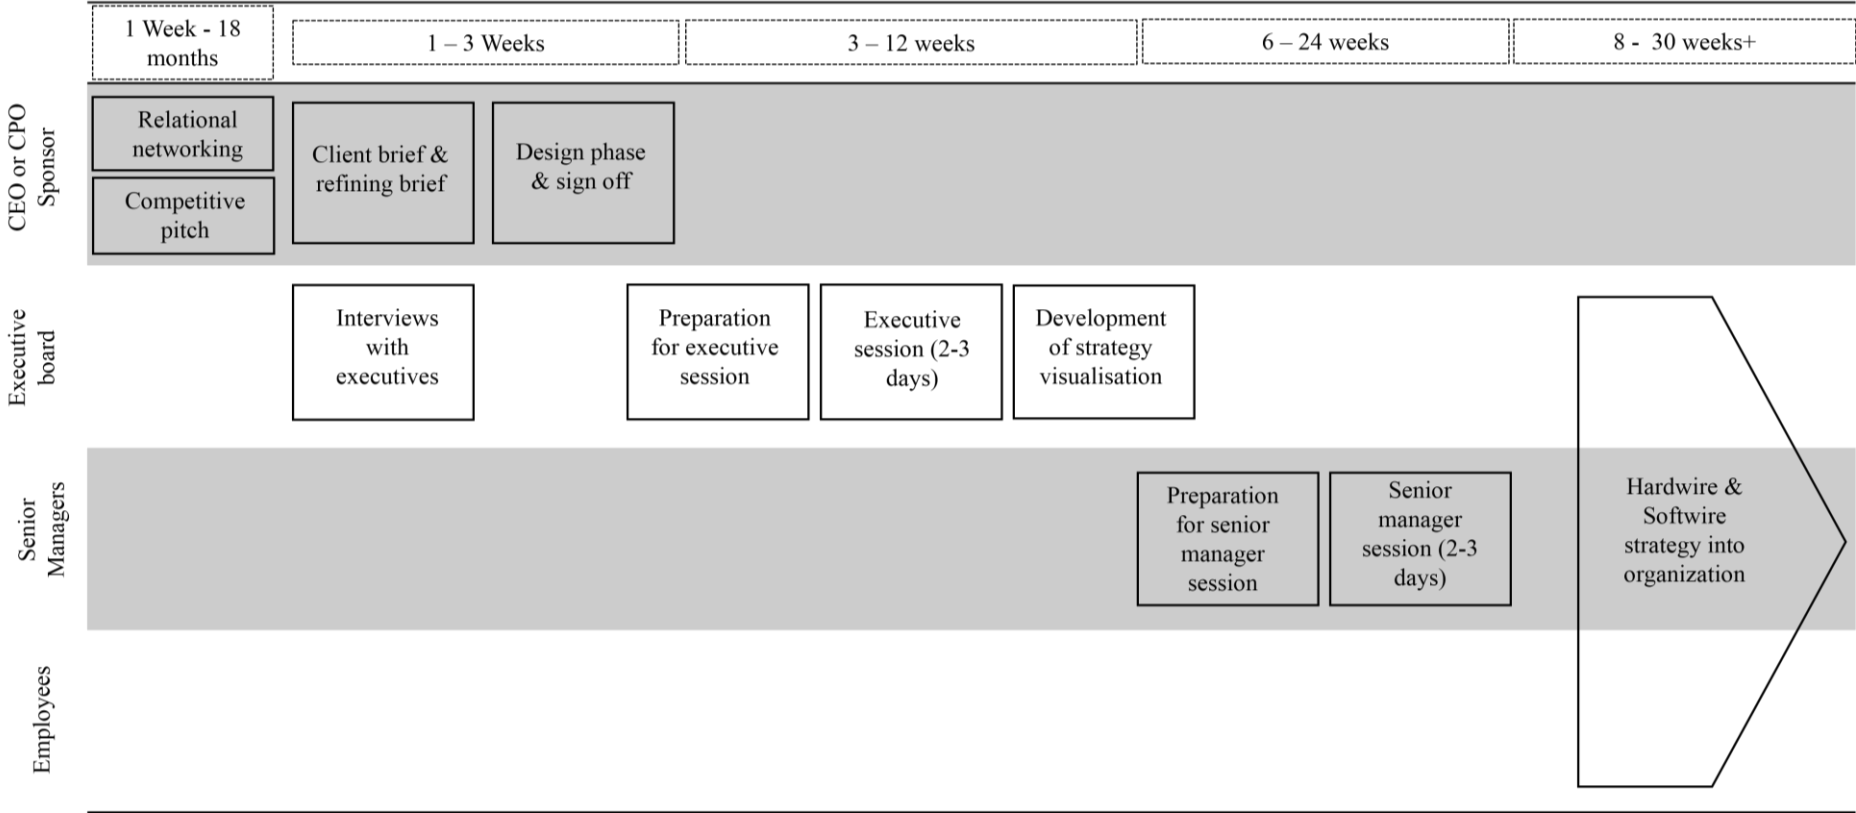 1 Week - 18
months
1 – 3 Weeks
3 – 12 weeks
6 – 24 weeks
8 - 30 weeks+
CEO or CPO
Sponsor
Relational
networking
Competitive
pitch
Client brief &
refining brief
Design phase
& sign off
Executive
board
Interviews
with
executives
Preparation
for executive
session
Executive
session (2-3
days)
Development
of strategy
visualisation
Senior
Managers
Preparation
for senior
manager
session
Senior
manager
session (2-3
days)
Hardwire &
Softwire
strategy into
organization
Employees